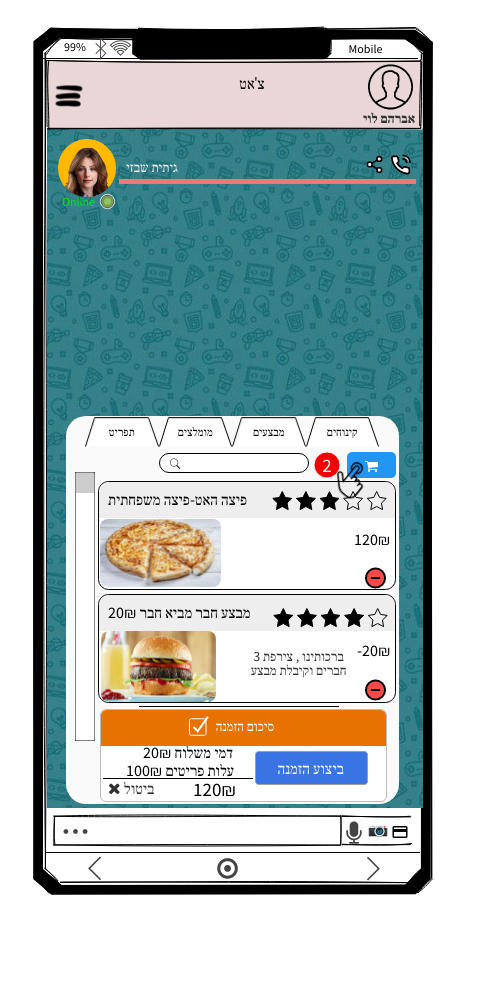 99%
Mobile
צ'אט
אברהם לוי
גיתית שבזי
Online
קינוחים
מבצעים
מומלצים
תפריט
2
פיצה האט-פיצה משפחתית
120₪
מבצע חבר מביא חבר 20₪
-20₪
ברכותינו , צירפת 3
חברים וקיבלת מבצע
סיכום הזמנה
דמי משלוח 20₪
עלות פריטים 100₪
ביצוע הזמנה
120₪
ביטול